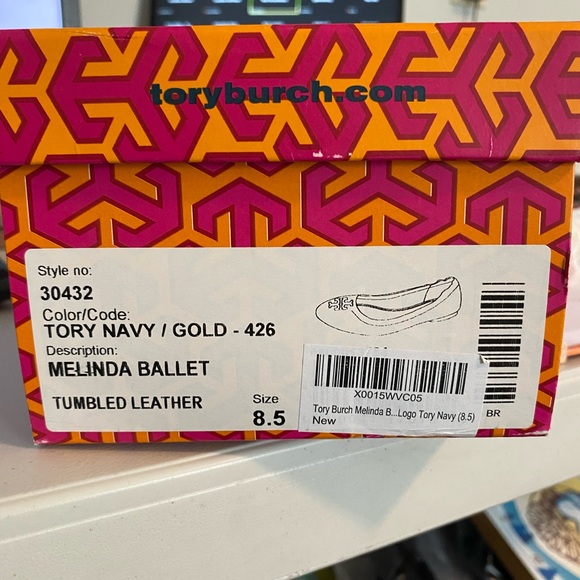 toryburch.com
Style no:
30432
Color/Code:
TORY NAVY / GOLD - 426
Description:
MELINDA BALLET
TUMBLED LEATHER
Size
8.5
X0015WVC05
Tory Burch Melinda B...Logo Tory Navy (8.5)
New
BR